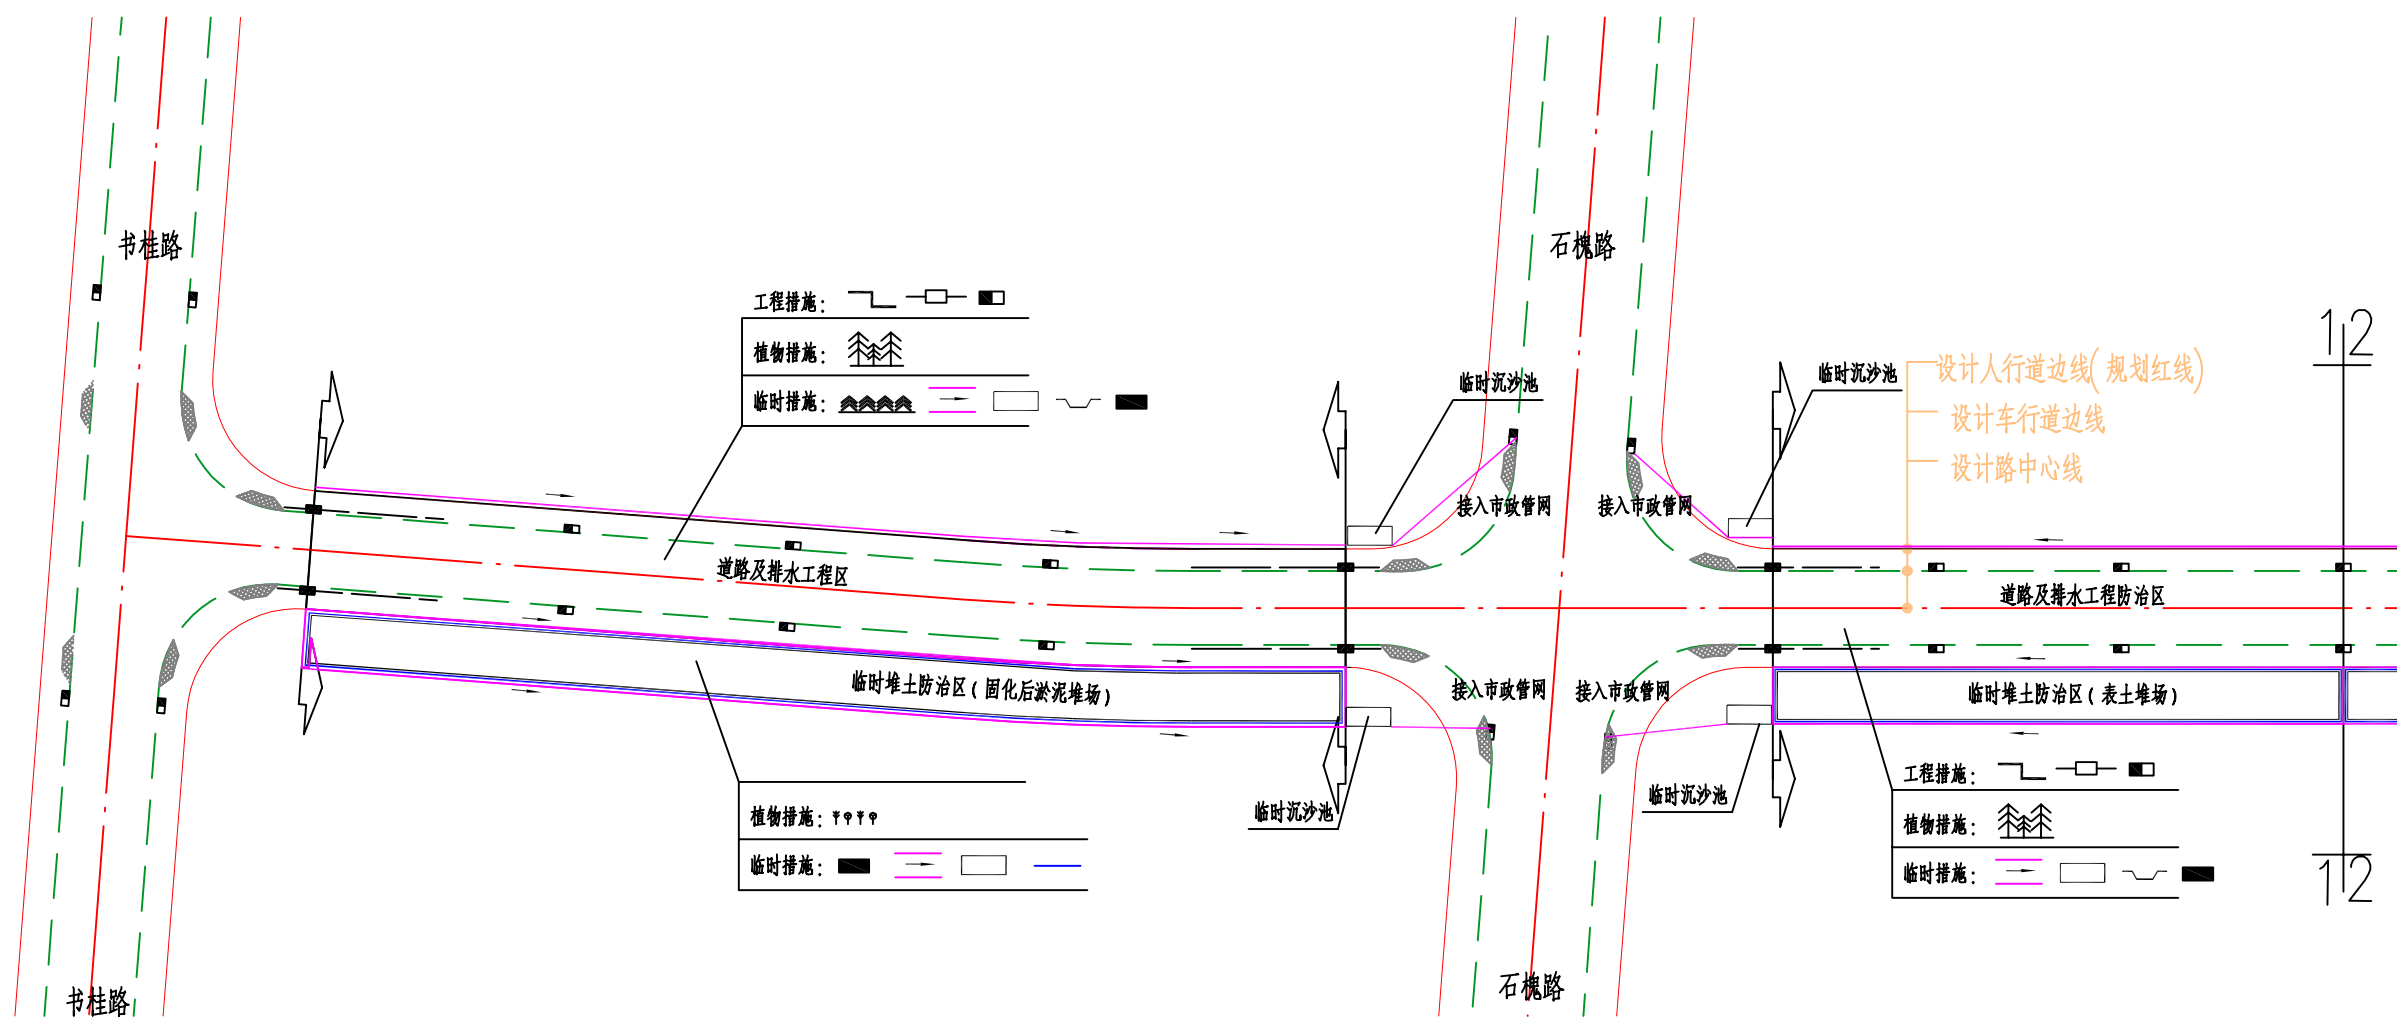 书桂路
石槐路
工程措施：
植物措施：
临时措施：
临时沉沙池
临时沉沙池
12
设计人行道边线(规划红线)
设计车行道边线
设计路中心线
接入市政管网
接入市政管网
道路及排水工程区
道路及排水工程防治区
临时堆土防治区(固化后淤泥堆场)
接入市政管网
接入市政管网
临时堆土防治区(表土堆场)
植物措施：
临时措施：
临时沉沙池
临时沉沙池
工程措施：
植物措施：
临时措施：
12
书桂路
石槐路